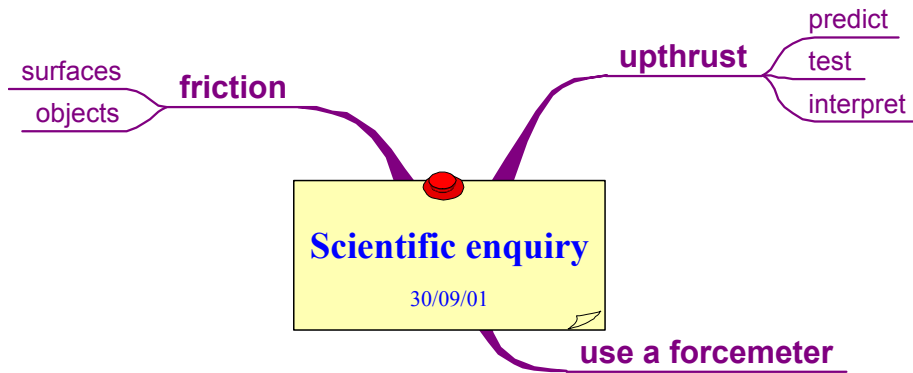 predict
upthrust
test
interpret
surfaces
friction
objects
Scientific enquiry
30/09/01
use a forcemeter